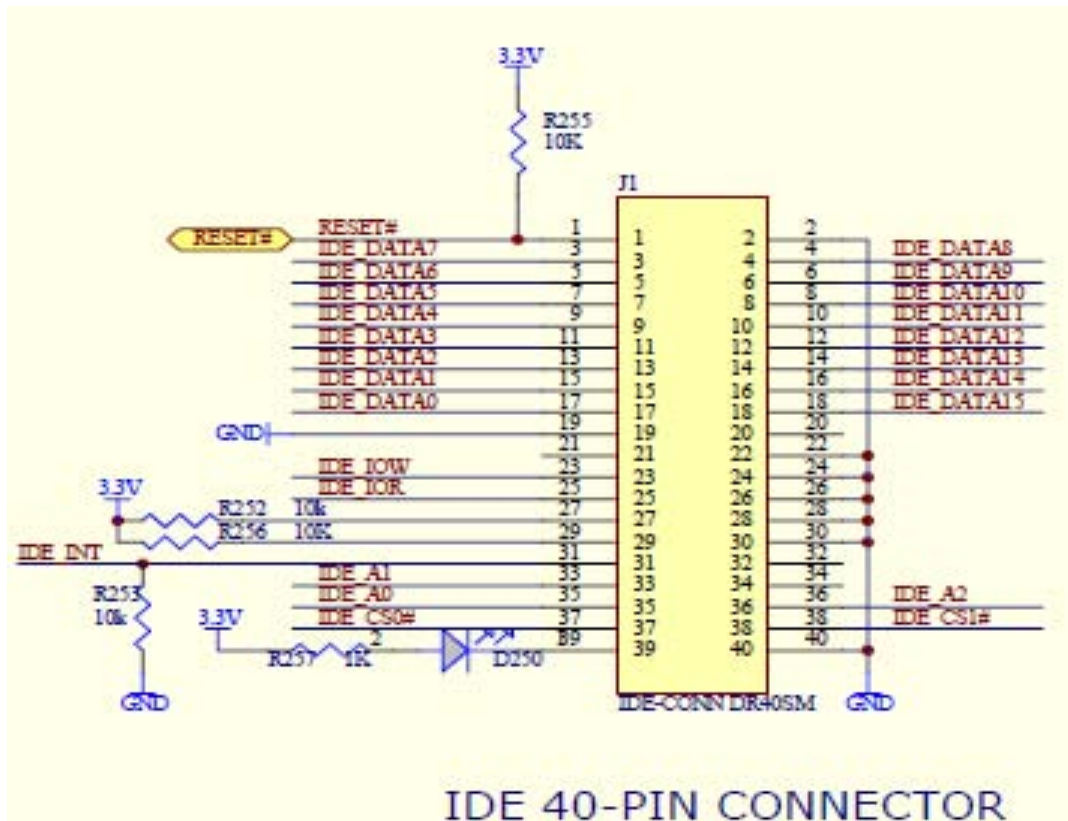 3.3V
R255
10K
J1
RESET#
RESET# 1 1 2 2
IDE_DATA7 3 3 4 4 IDE_DATA8
IDE_DATA6 5 5 6 6 IDE_DATA9
IDE_DATA5 7 7 8 8 IDE_DATA10
IDE_DATA4 9 9 10 10 IDE_DATA11
IDE_DATA3 11 11 12 12 IDE_DATA12
IDE_DATA2 13 13 14 14 IDE_DATA13
IDE_DATA1 15 15 16 16 IDE_DATA14
IDE_DATA0 17 17 18 18 IDE_DATA15
GND 19 19 20 20
21 21 22 22
IDE_IOW 23 23 24 24
IDE_IOR 25 25 26 26
3.3V
R252 10k 27 27 28 28
R256 10K 29 29 30 30
IDE_INT 31 31 32 32
IDE_A1 33 33 34 34
R253
10k
IDE_A0 35 35 36 36 IDE_A2
IDE_CS0# 37 37 38 38 IDE_CS1#
3.3V
R257 1K 2 D250 39 39 40 40
GND
IDE-CONN DR40SM
GND
IDE 40-PIN CONNECTOR